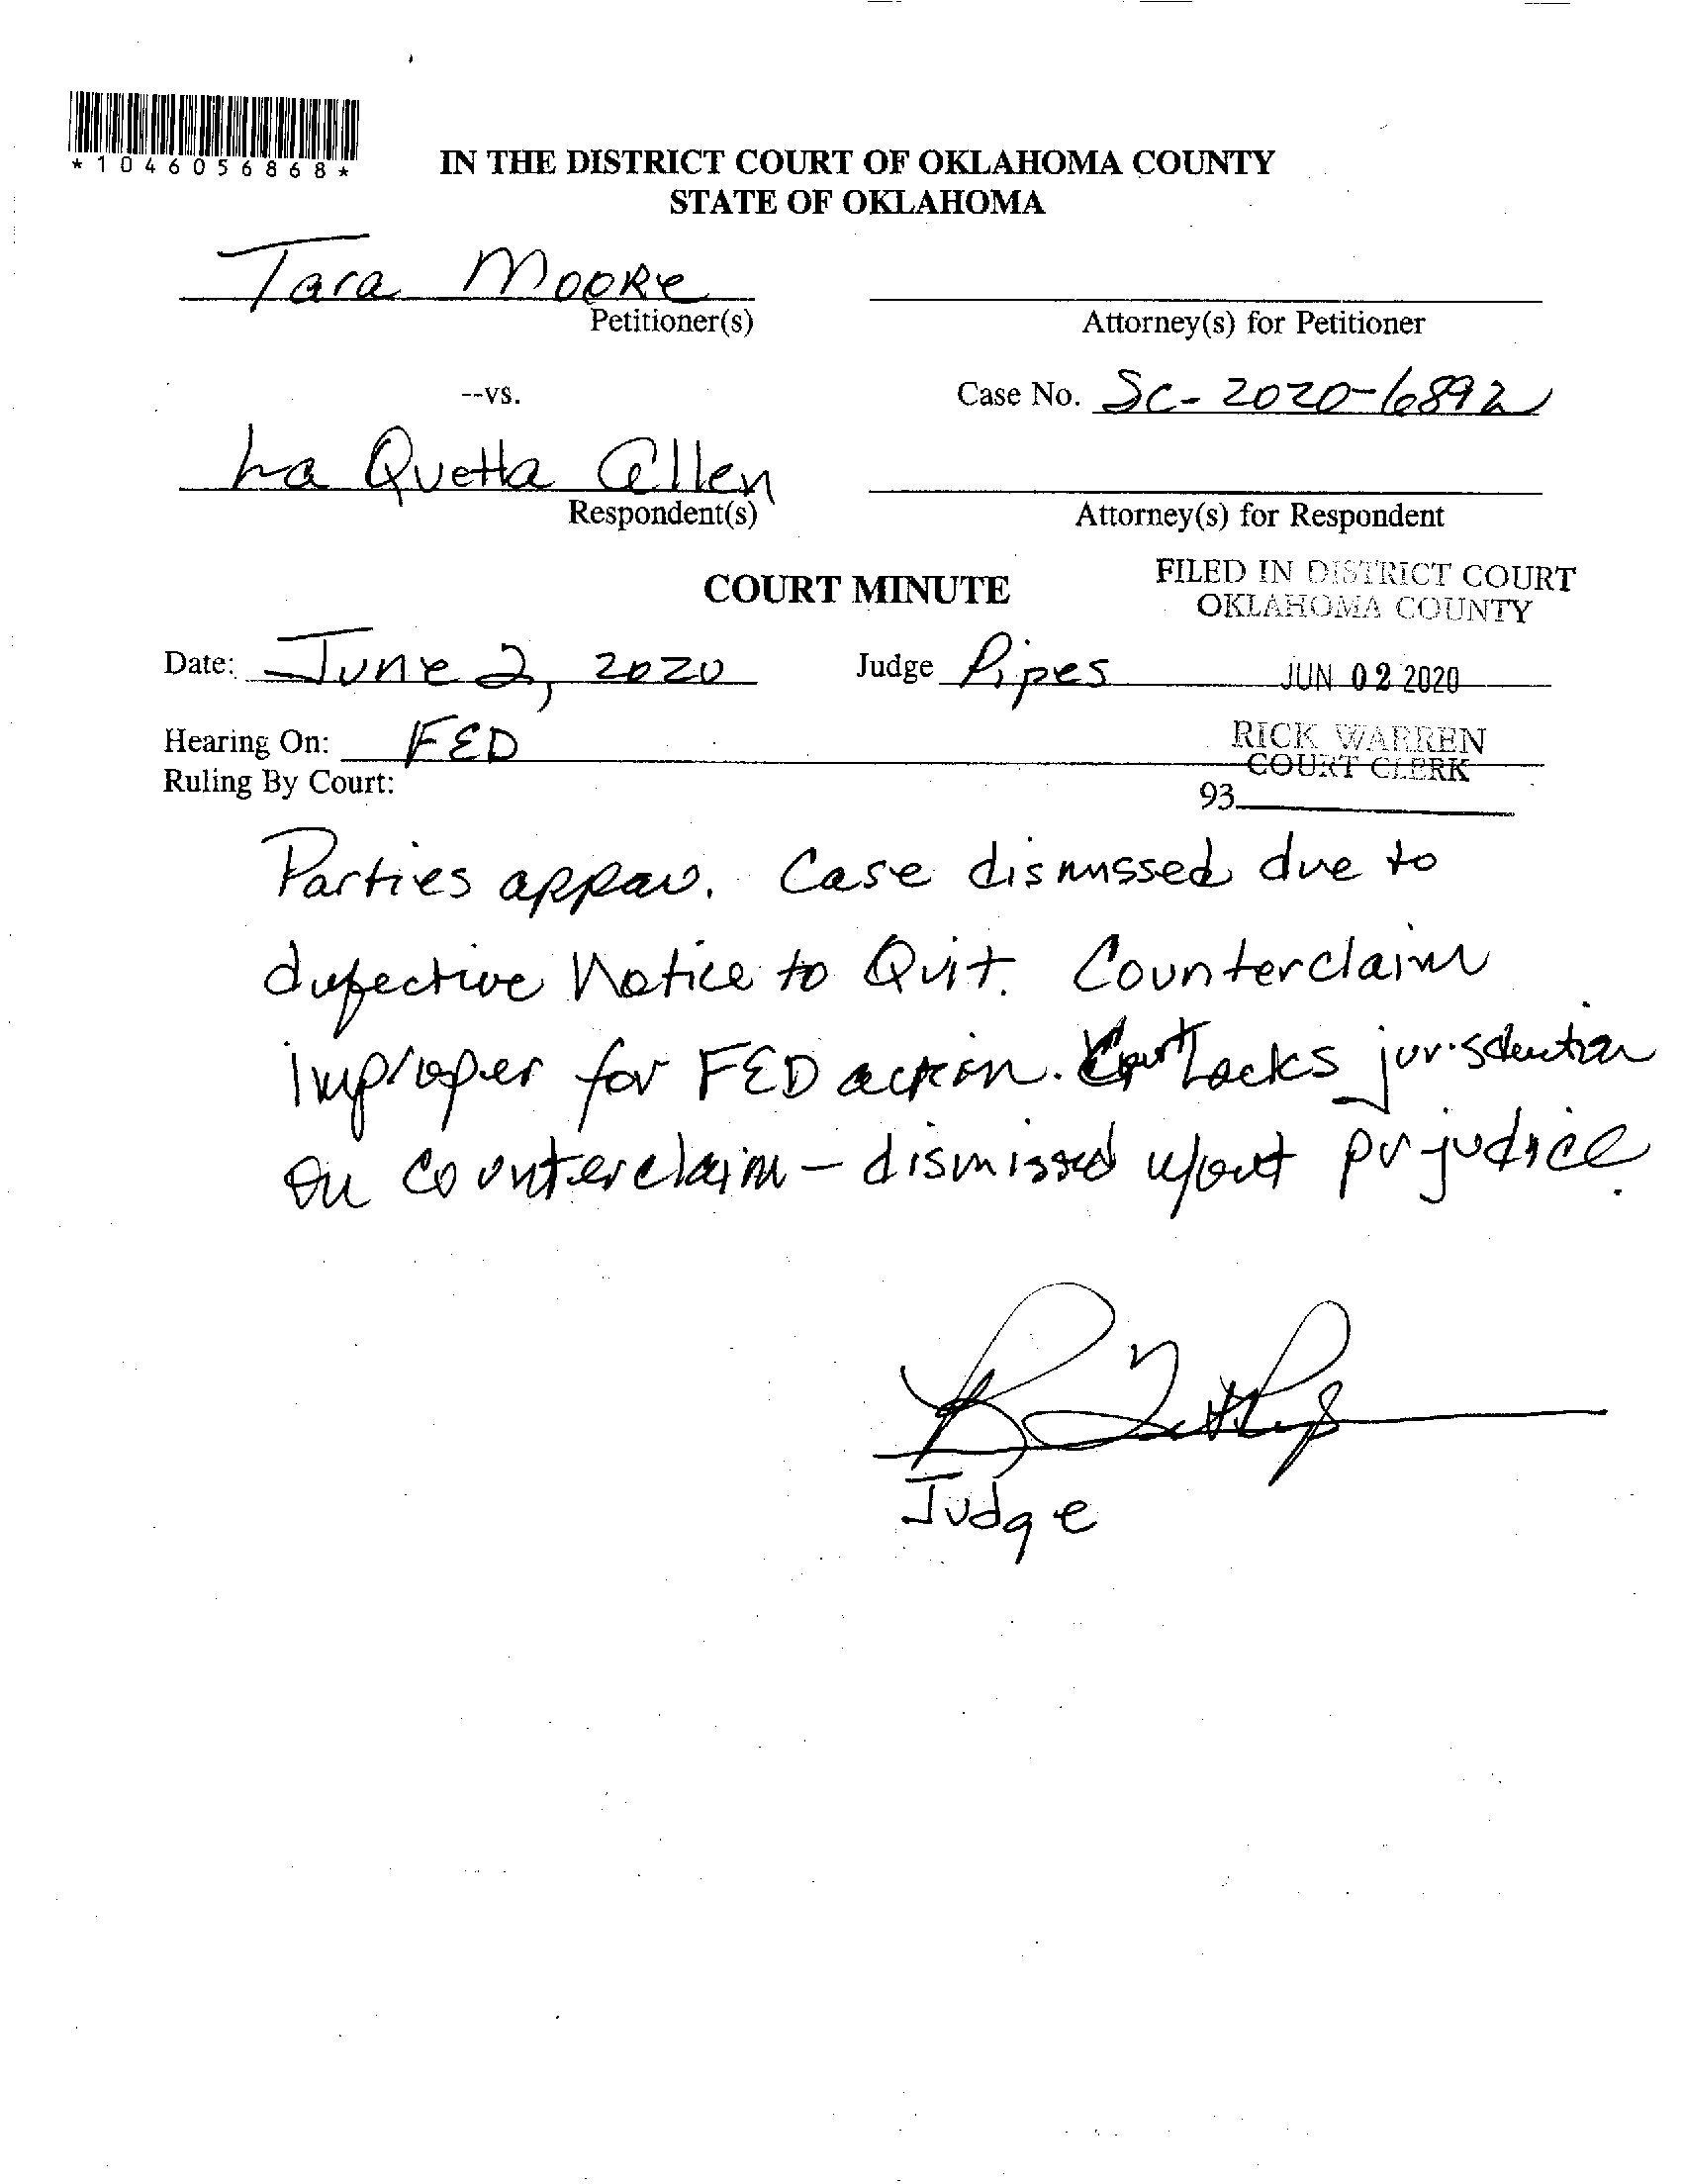 *1046056868*
IN THE DISTRICT COURT OF OKLAHOMA COUNTY
STATE OF OKLAHOMA
Tara Moore
Petitioner(s)
Attorney(s) for Petitioner
--vs.
Case No. SC-2020-6892
La Quetta Allen
Respondent(s)
Attorney(s) for Respondent
COURT MINUTE
FILED IN DISTRICT COURT
OKLAHOMA COUNTY
Date: June 2, 2020 Judge Pipes
JUN 02 2020
Hearing On: FED
RICK WARREN
COURT CLERK
Ruling By Court:
93
Parties appear. Case dismissed due to
defective Notice to Quit. Counterclaim
improper for FED action. Court lacks jurisdiction
on counterclaim - dismissed w/out prejudice.
Judge